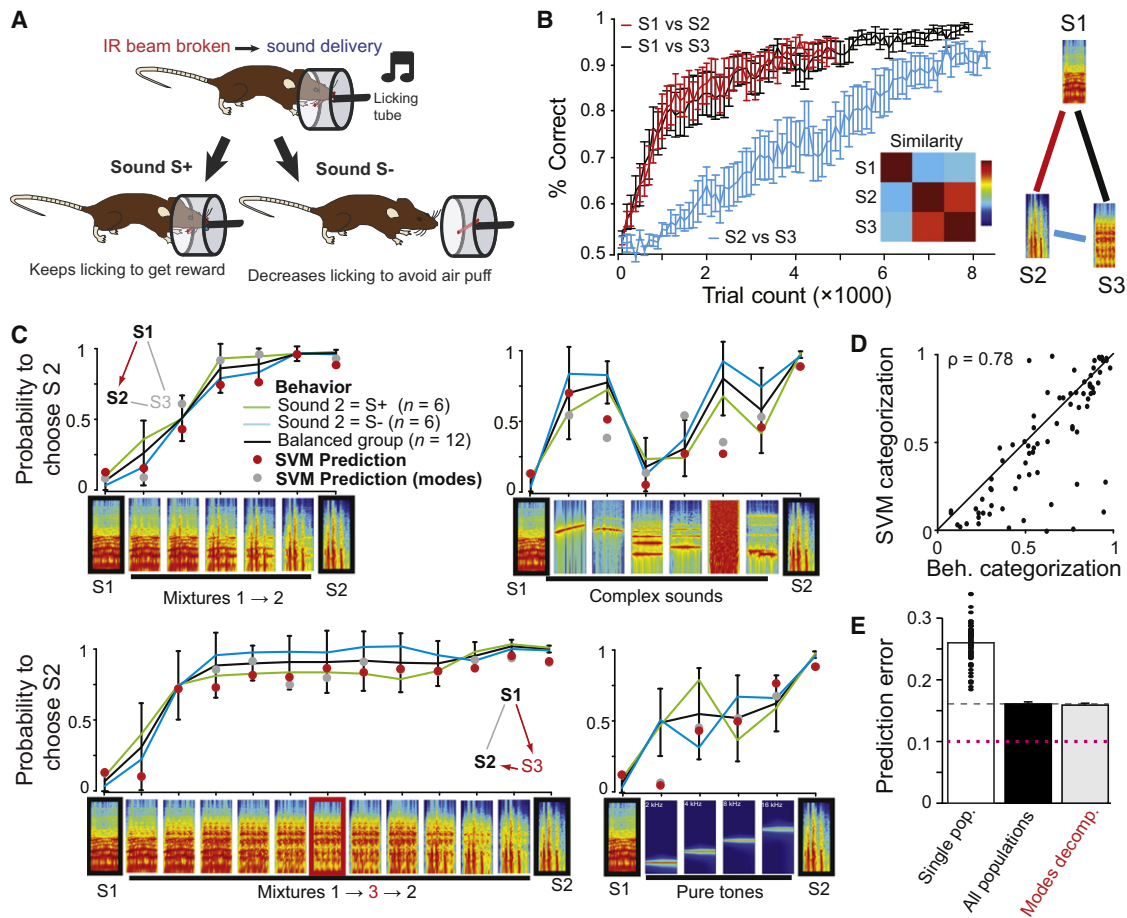 A
IR beam broken → sound delivery
Licking
tube
Sound S+
Sound S-
Keeps licking to get reward
Decreases licking to avoid air puff
B
% Correct
1
0.9
0.7
0.6
0.5
S1 vs S2
S1 vs S3
S2 vs S3
Similarity
S1
S2
S3
0
2
4
6
8
Trial count (×1000)
S1
S2
S3
C
Probability to
choose S 2
1
0.5
0
S1
S2
S3
Behavior
Sound 2 = S+ (n = 6)
Sound 2 = S- (n = 6)
Balanced group (n = 12)
SVM Prediction
SVM Prediction (modes)
S1
Mixtures 1 → 2
S2
1
0.5
0
S1
Complex sounds
S2
D
SVM categorization
ρ = 0.78
1
0.5
0
0
0.5
1
Beh. categorization
Probability to
choose S2
1
0.5
0
S1
S2
S3
S1
Mixtures 1 → 3 → 2
S2
1
0.5
0
2 kHz
4 kHz
8 kHz
16 kHz
S1
Pure tones
S2
E
Prediction error
0.3
0.2
0.1
0
Single pop.
All populations
Modes decomp.